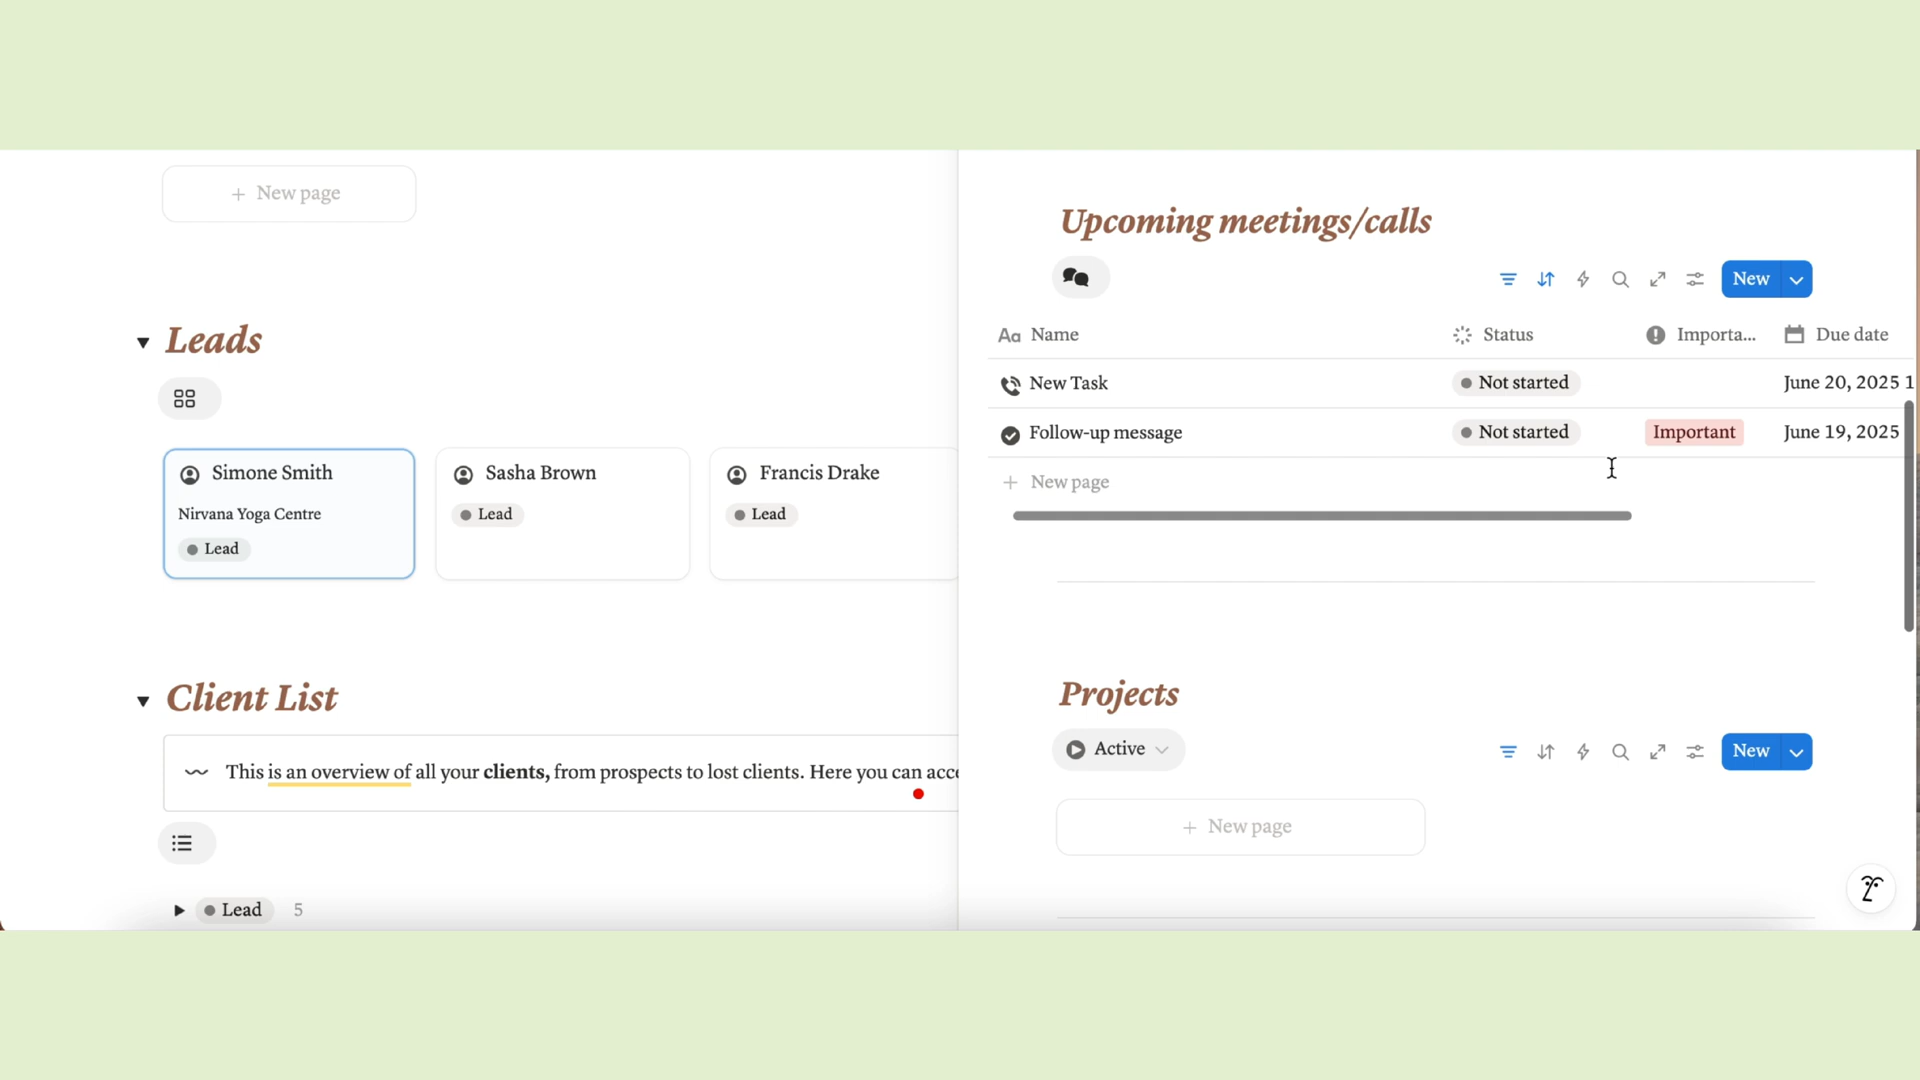 + New page
Leads
Simone Smith
Nirvana Yoga Centre
Lead
Sasha Brown
Lead
Francis Drake
Lead
Client List
This is an overview of all your clients, from prospects to lost clients. Here you can acce
Lead 5
Upcoming meetings/calls
New
Aa Name Status Importa... Due date
New Task Not started June 20, 2025 1
Follow-up message Not started Important June 19, 2025
+ New page
Projects
Active New
+ New page